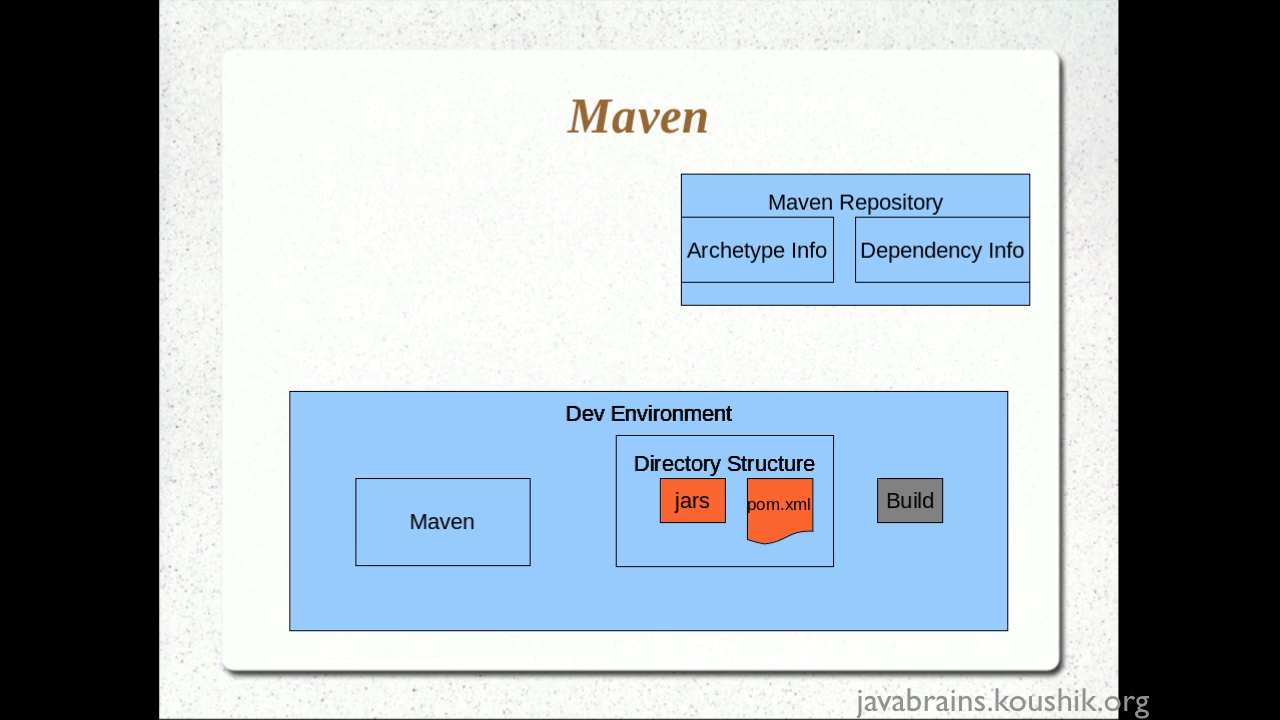 Maven
Maven Repository
Archetype Info
Dependency Info
Dev Environment
Directory Structure
jars
pom.xml
Build
Maven
javabrains.koushik.org